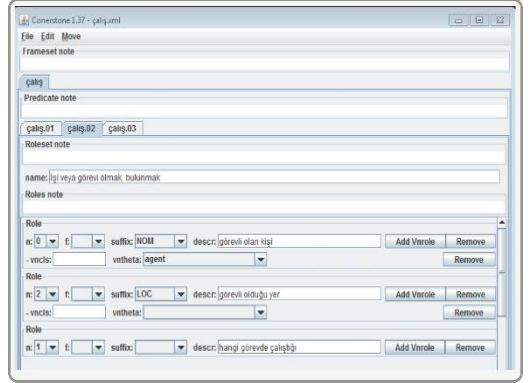 Conerstone 1.37 - çalış.xml
File Edit Move
Frameset note
çalış
Predicate note
çalış.01 çalış.02 çalış.03
Roleset note
name: İşi veya görevi olmak, bulunmak
Roles note
Role
n: 0 f: suffix: NOM descr: görevli olan kişi Add Vnrole Remove
- vncls: vntheta: agent Remove
Role
n: 2 f: suffix: LOC descr: görevli olduğu yer Add Vnrole Remove
- vncls: vntheta: Remove
Role
n: 1 f: suffix: descr: hangi görevde çalıştığı Add Vnrole Remove